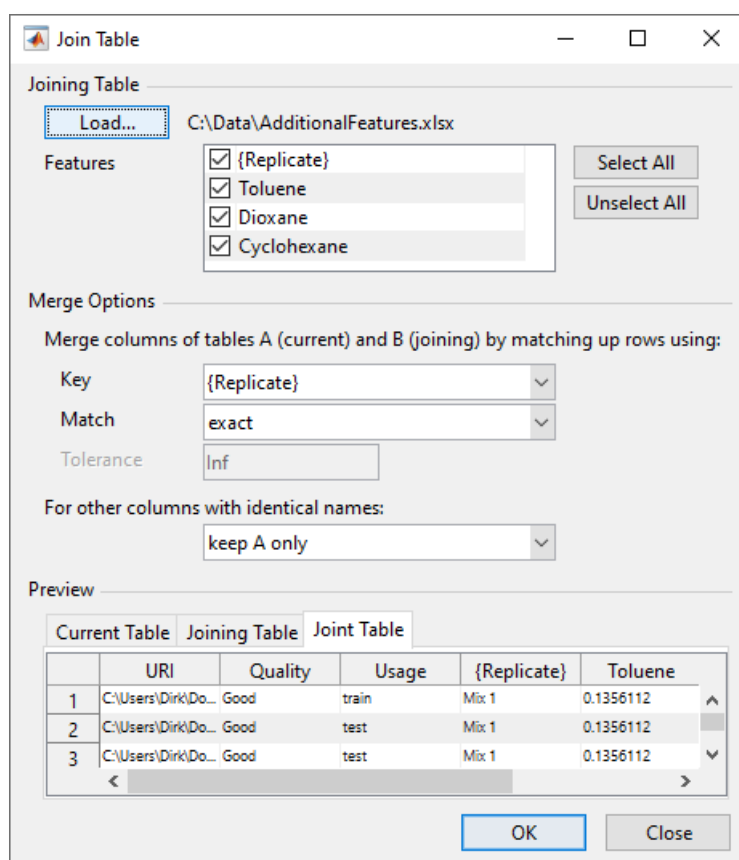 Join Table
Joining Table
Load... C:\Data\AdditionalFeatures.xlsx
Features {Replicate} Select All
Toluene
Dioxane Unselect All
Cyclohexane
Merge Options
Merge columns of tables A (current) and B (joining) by matching up rows using:
Key {Replicate}
Match exact
Tolerance Inf
For other columns with identical names:
keep A only
Preview
Current Table Joining Table Joint Table
URI Quality Usage {Replicate} Toluene
1 C:\Users\Dirk\Do... Good train Mix 1 0.1356112
2 C:\Users\Dirk\Do... Good test Mix 1 0.1356112
3 C:\Users\Dirk\Do... Good test Mix 1 0.1356112
OK Close